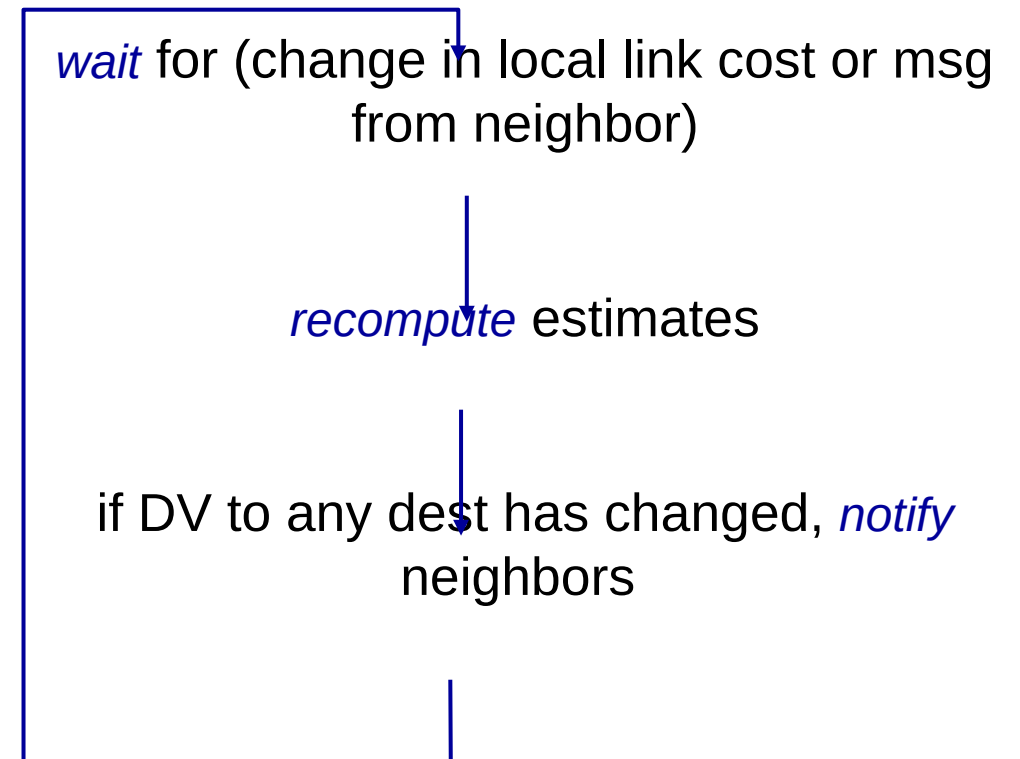 wait for (change in local link cost or msg
from neighbor)
recompute estimates
if DV to any dest has changed, notify
neighbors